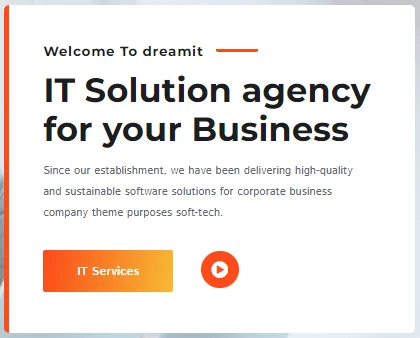 Welcome To dreamit
IT Solution agency
for your Business
Since our establishment, we have been delivering high-quality
and sustainable software solutions for corporate business
company theme purposes soft-tech.
IT Services